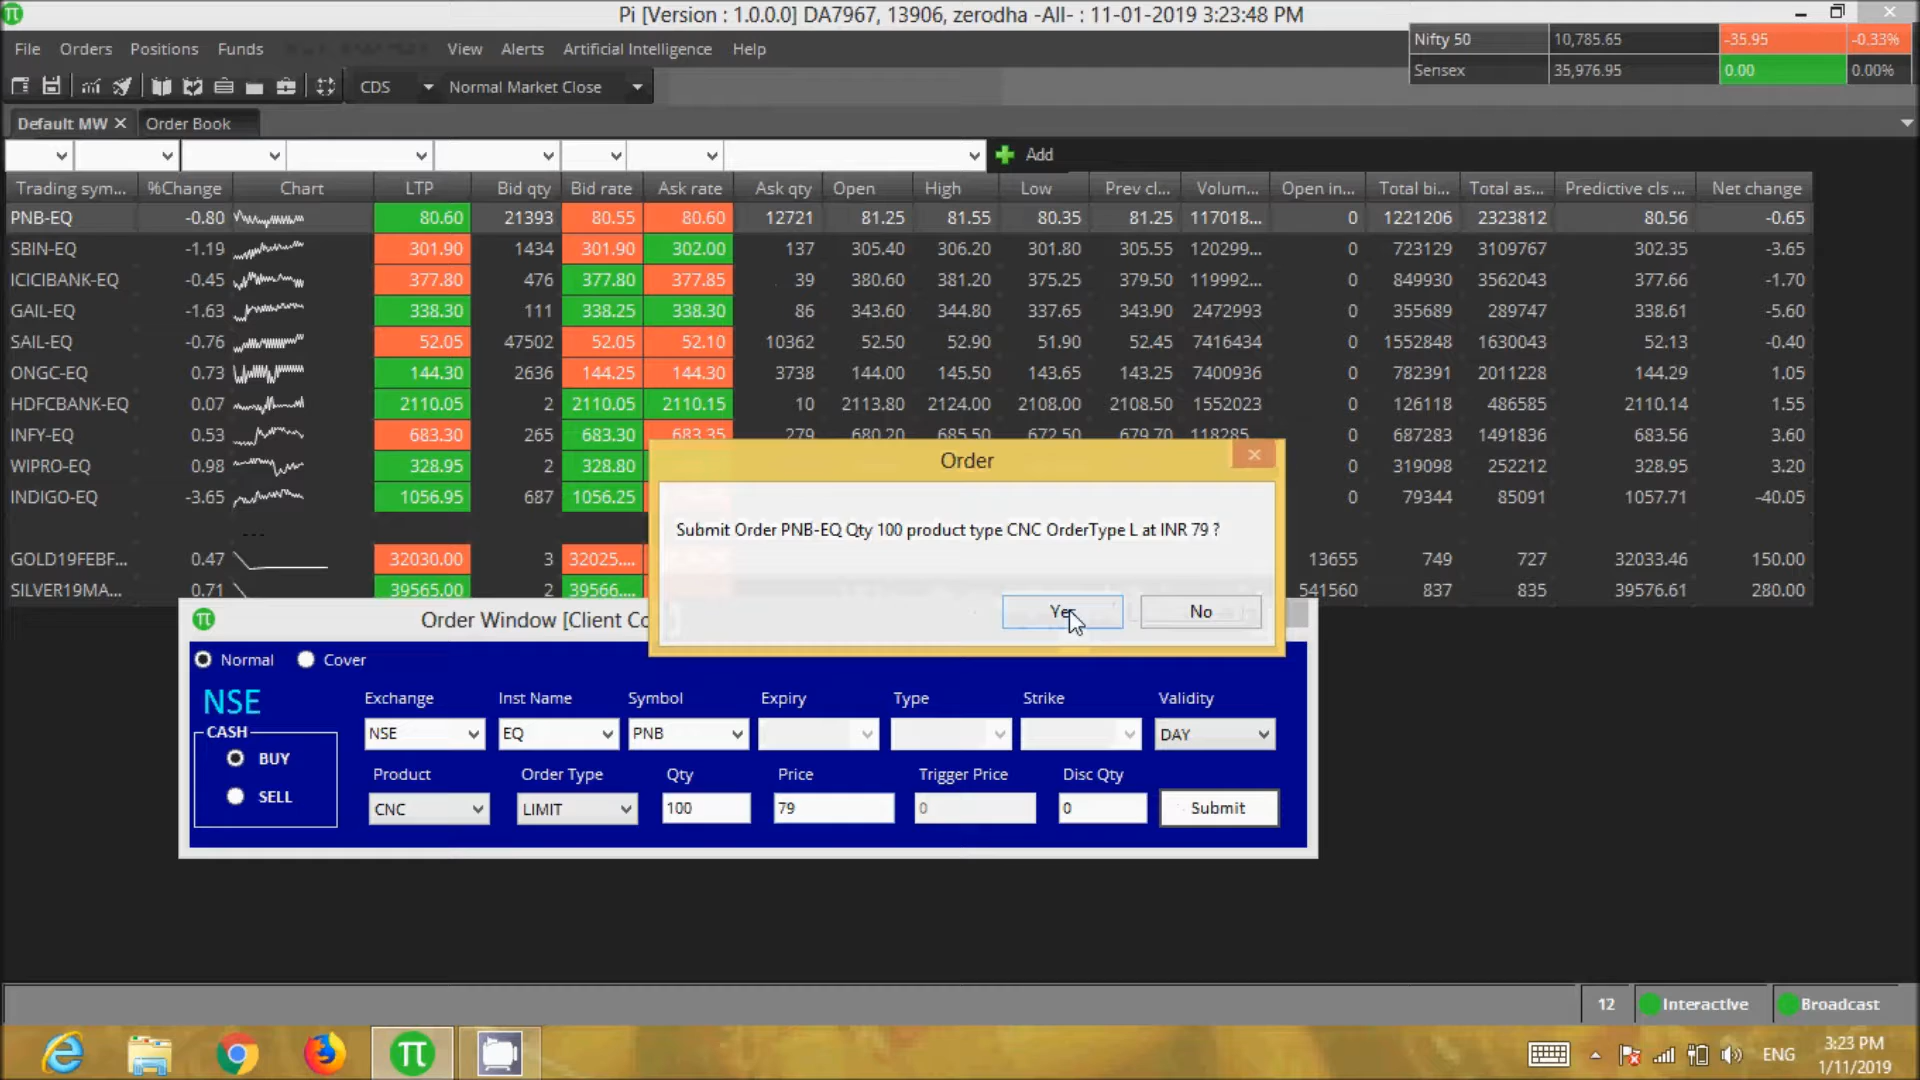 Pi [Version : 1.0.0.0] DA7967, 13906, zerodha -All- : 11-01-2019 3:23:48 PM
File Orders Positions Funds View Alerts Artificial Intelligence Help
Nifty 50 10,785.65 -35.95 -0.33%
Sensex 35,976.95 0.00 0.00%
CDS Normal Market Close
Default MW Order Book
Add
Trading sym... %Change Chart LTP Bid qty Bid rate Ask rate Ask qty Open High Low Prev cl... Volum... Open in... Total bi... Total as... Predictive cls ... Net change
PNB-EQ -0.80 80.60 21393 80.55 80.60 12721 81.25 81.55 80.35 81.25 117018... 0 1221206 2323812 80.56 -0.65
SBIN-EQ -1.19 301.90 1434 301.90 302.00 137 305.40 306.20 301.80 305.55 120299... 0 723129 3109767 302.35 -3.65
ICICIBANK-EQ -0.45 377.80 476 377.80 377.85 39 380.60 381.20 375.25 379.50 119992... 0 849930 3562043 377.66 -1.70
GAIL-EQ -1.63 338.30 111 338.25 338.30 86 343.60 344.80 337.65 343.90 2472993 0 355689 289747 338.61 -5.60
SAIL-EQ -0.76 52.05 47502 52.05 52.10 10362 52.50 52.90 51.90 52.45 7416434 0 1552848 1630043 52.13 -0.40
ONGC-EQ 0.73 144.30 2636 144.25 144.30 3738 144.00 145.50 143.65 143.25 7400936 0 782391 2011228 144.29 1.05
HDFCBANK-EQ 0.07 2110.05 2 2110.05 2110.15 10 2113.80 2124.00 2108.00 2108.50 1552023 0 126118 486585 2110.14 1.55
INFY-EQ 0.53 683.30 265 683.30 683.35 279 680.20 685.50 672.50 679.70 118285... 0 687283 1491836 683.56 3.60
WIPRO-EQ 0.98 328.95 2 328.80 0 319098 252212 328.95 3.20
INDIGO-EQ -3.65 1056.95 687 1056.25 0 79344 85091 1057.71 -40.05
---
GOLD19FEBF... 0.47 32030.00 3 32025.... 13655 749 727 32033.46 150.00
SILVER19MA... 0.71 39565.00 2 39566.... 541560 837 835 39576.61 280.00
Order
Submit Order PNB-EQ Qty 100 product type CNC OrderType L at INR 79 ?
Yes No
Order Window [Client Co
Normal Cover
NSE
Exchange Inst Name Symbol Expiry Type Strike Validity
CASH
NSE EQ PNB DAY
BUY
Product Order Type Qty Price Trigger Price Disc Qty
SELL
CNC LIMIT 100 79 0 0 Submit
12 Interactive Broadcast
ENG
3:23 PM
1/11/2019